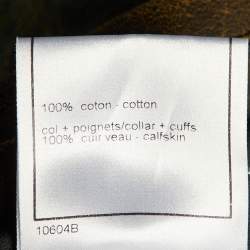 100% coton - cotton
col + poignets/collar + cuffs
100% cuir veau - calfskin
10604B